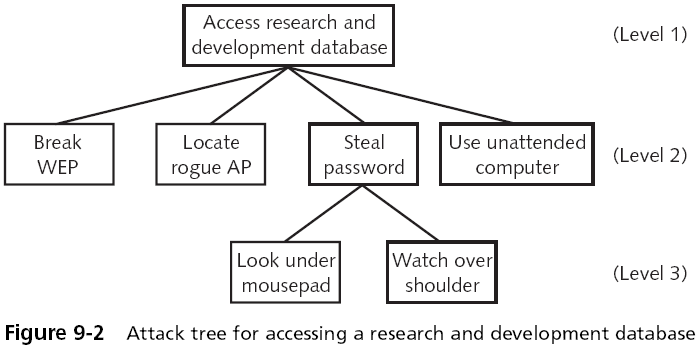 Access research and
development database
(Level 1)
Break
WEP
Locate
rogue AP
Steal
password
Use unattended
computer
(Level 2)
Look under
mousepad
Watch over
shoulder
(Level 3)
Figure 9-2 Attack tree for accessing a research and development database